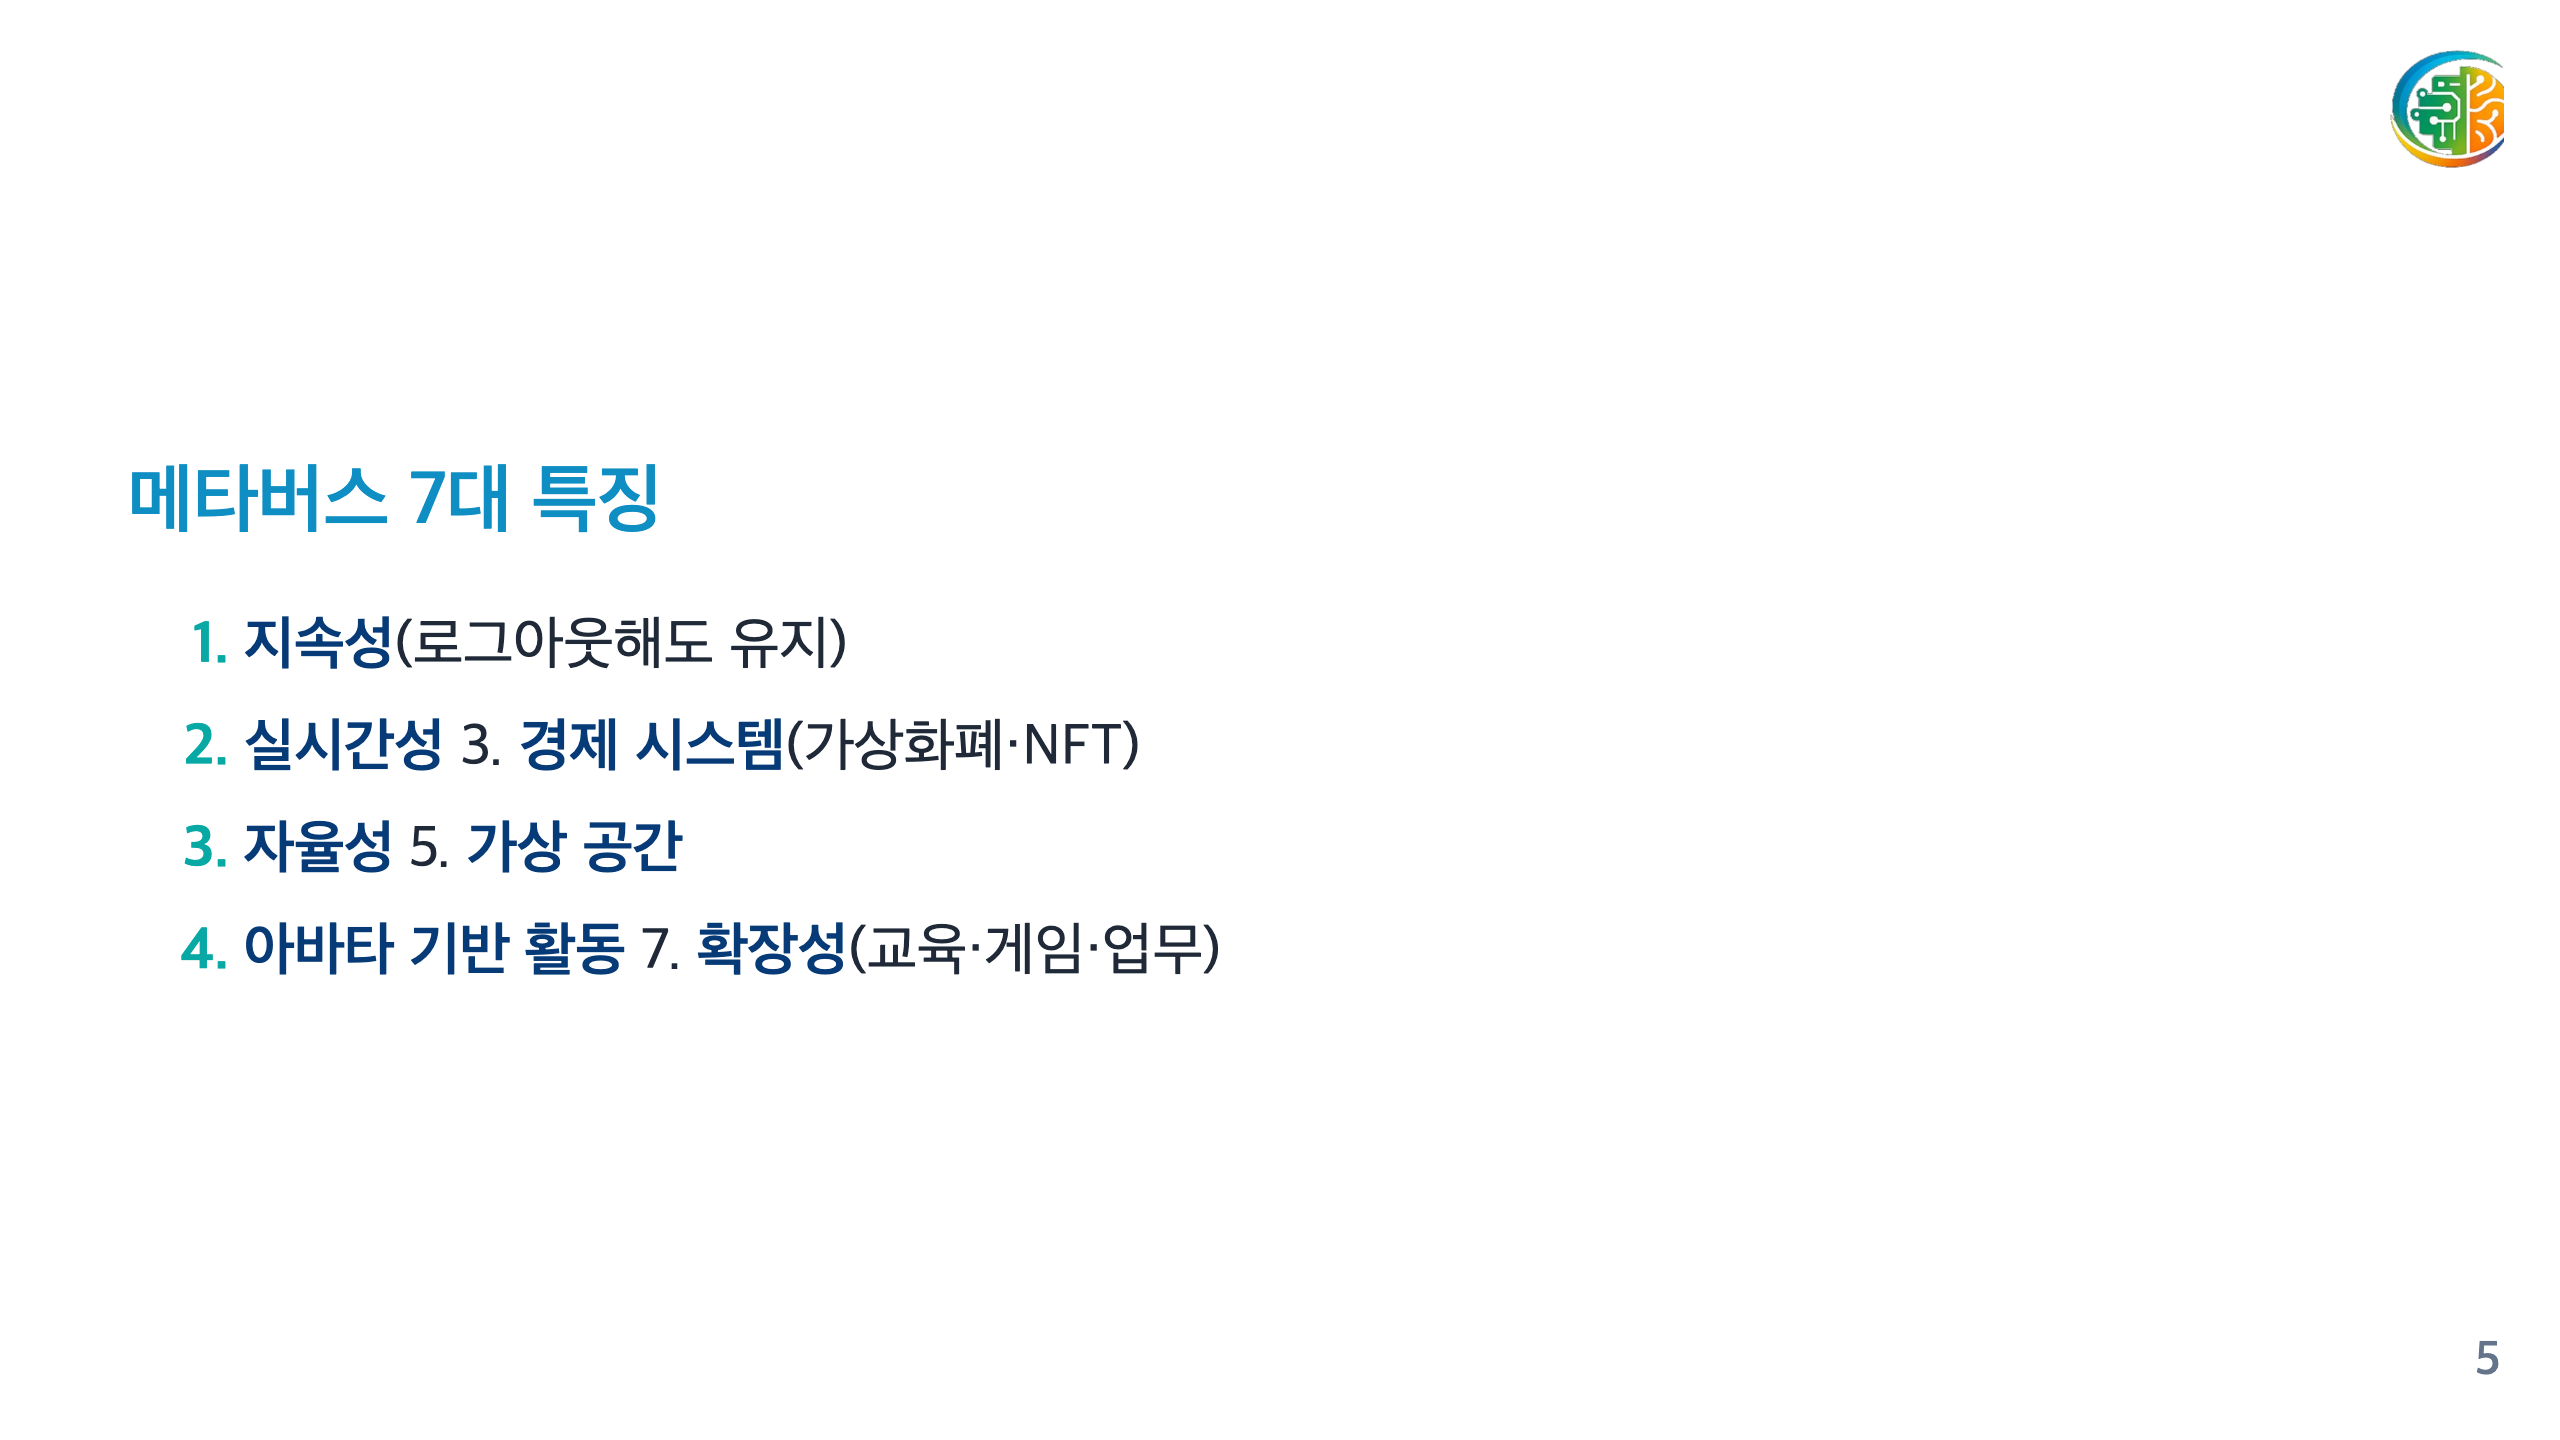 메타버스 7대 특징
1. 지속성(로그아웃해도 유지)
2. 실시간성 3. 경제 시스템(가상화폐·NFT)
3. 자율성 5. 가상 공간
4. 아바타 기반 활동 7. 확장성(교육·게임·업무)
5